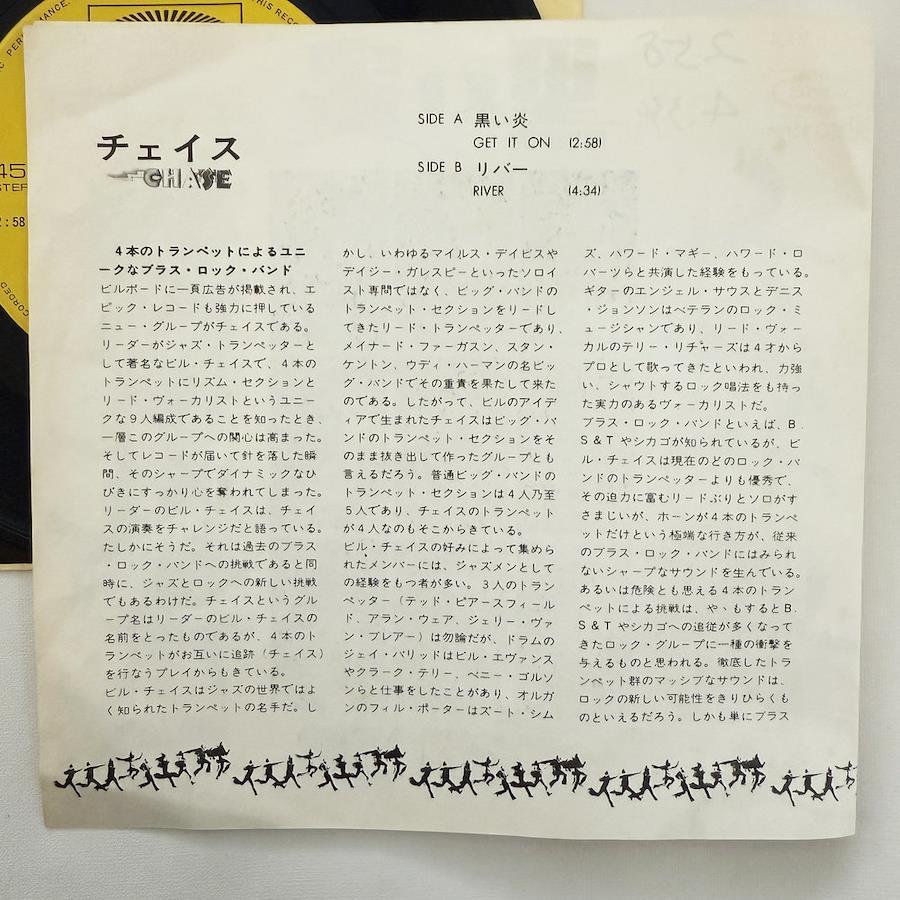 PERFORMANCE.
THIS REC
45
STER
2:58
CORDED
チェイス
CHASE
SIDE A 黒い炎
GET IT ON (2:58)
SIDE B リバー
RIVER (4:34)
4本のトランペットによるユニ
ークなブラス・ロック・バンド
ビルボードに一頁広告が掲載され、エ
ピック・レコードも強力に押している
ニュー・グループがチェイスである。
リーダーがジャズ・トランペッターと
して著名なビル・チェイスで、4本の
トランペットにリズム・セクションと
リード・ヴォーカリストというユニー
クな9人編成であることを知ったとき、
一層このグループへの関心は高まった。
そしてレコードが届いて針を落した瞬
間、そのシャープでダイナミックなひ
びきにすっかり心を奪われてしまった。
リーダーのビル・チェイスは、チェイ
スの演奏をチャレンジだと語っている。
たしかにそうだ。それは過去のブラス
・ロック・バンドへの挑戦であると同
時に、ジャズとロックへの新しい挑戦
でもあるわけだ。チェイスというグル
ープ名はリーダーのビル・チェイスの
名前をとったものであるが、4本のト
ランペットがお互いに追跡(チェイス)
を行なうプレイからもきている。
ビル・チェイスはジャズの世界ではよ
く知られたトランペットの名手だ。し
かし、いわゆるマイルス・デイビスや
デイジー・ガレスピーといったソロイ
スト専問ではなく、ビッグ・バンドの
トランペット・セクションをリードし
てきたリード・トランペッターであり、
メイナード・ファーガスン、スタン・
ケントン、ウディ・ハーマンの名ビッ
グ・バンドでその重責を果たして来た
のである。したがって、ビルのアイデ
ィアで生まれたチェイスはビッグ・バ
ンドのトランペット・セクションをそ
のまま抜き出して作ったグループとも
言えるだろう。普通ビッグ・バンドの
トランペット・セクションは4人乃至
5人であり、チェイスのトランペット
が4人なのもそこからきている。
ビル・チェイスの好みによって集めら
れたメンバーには、ジャズメンとして
の経験をもつ者が多い。3人のトラン
ペッター(テッド・ピアースフィール
ド、アラン・ウェア、ジェリー・ヴァ
ン・ブレアー)は勿論だが、ドラムの
ジェイ・バリッドはビル・エヴァンス
やクラーク・テリー、ベニー・ゴルソ
ンらと仕事をしたことがあり、オルガ
ンのフィル・ポーターはズート・シム
ズ、ハワード・マギー、ハワード・ロ
バーツらと共演した経験をもっている。
ギターのエンジェル・サウスとデニス
・ジョンソンはベテランのロック・ミ
ュージシャンであり、リード・ヴォー
カルのテリー・リチャーズは4才から
プロとして歌ってきたといわれ、力強
い、シャウトするロック唱法をも持っ
た実力のあるヴォーカリストだ。
ブラス・ロック・バンドといえば、B.
S&Tやシカゴが知られているが、ビ
ル・チェイスは現在のどのロック・バ
ンドのトランペッターよりも優秀で、
その迫力に富むリードぶりとソロがす
さまじいが、ホーンが4本のトランペ
ットだけという極端な行き方が、従来
のブラス・ロック・バンドにはみられ
ないシャープなサウンドを生んでいる。
あるいは危険とも思える4本のトラン
ペットによる挑戦は、やゝもするとB.
S&Tやシカゴへの追従が多くなって
きたロック・グループに一種の衝撃を
与えるものと思われる。徹底したトラ
ンペット群のマッシブなサウンドは、
ロックの新しい可能性をきりひらくも
のといえるだろう。しかも単にブラス